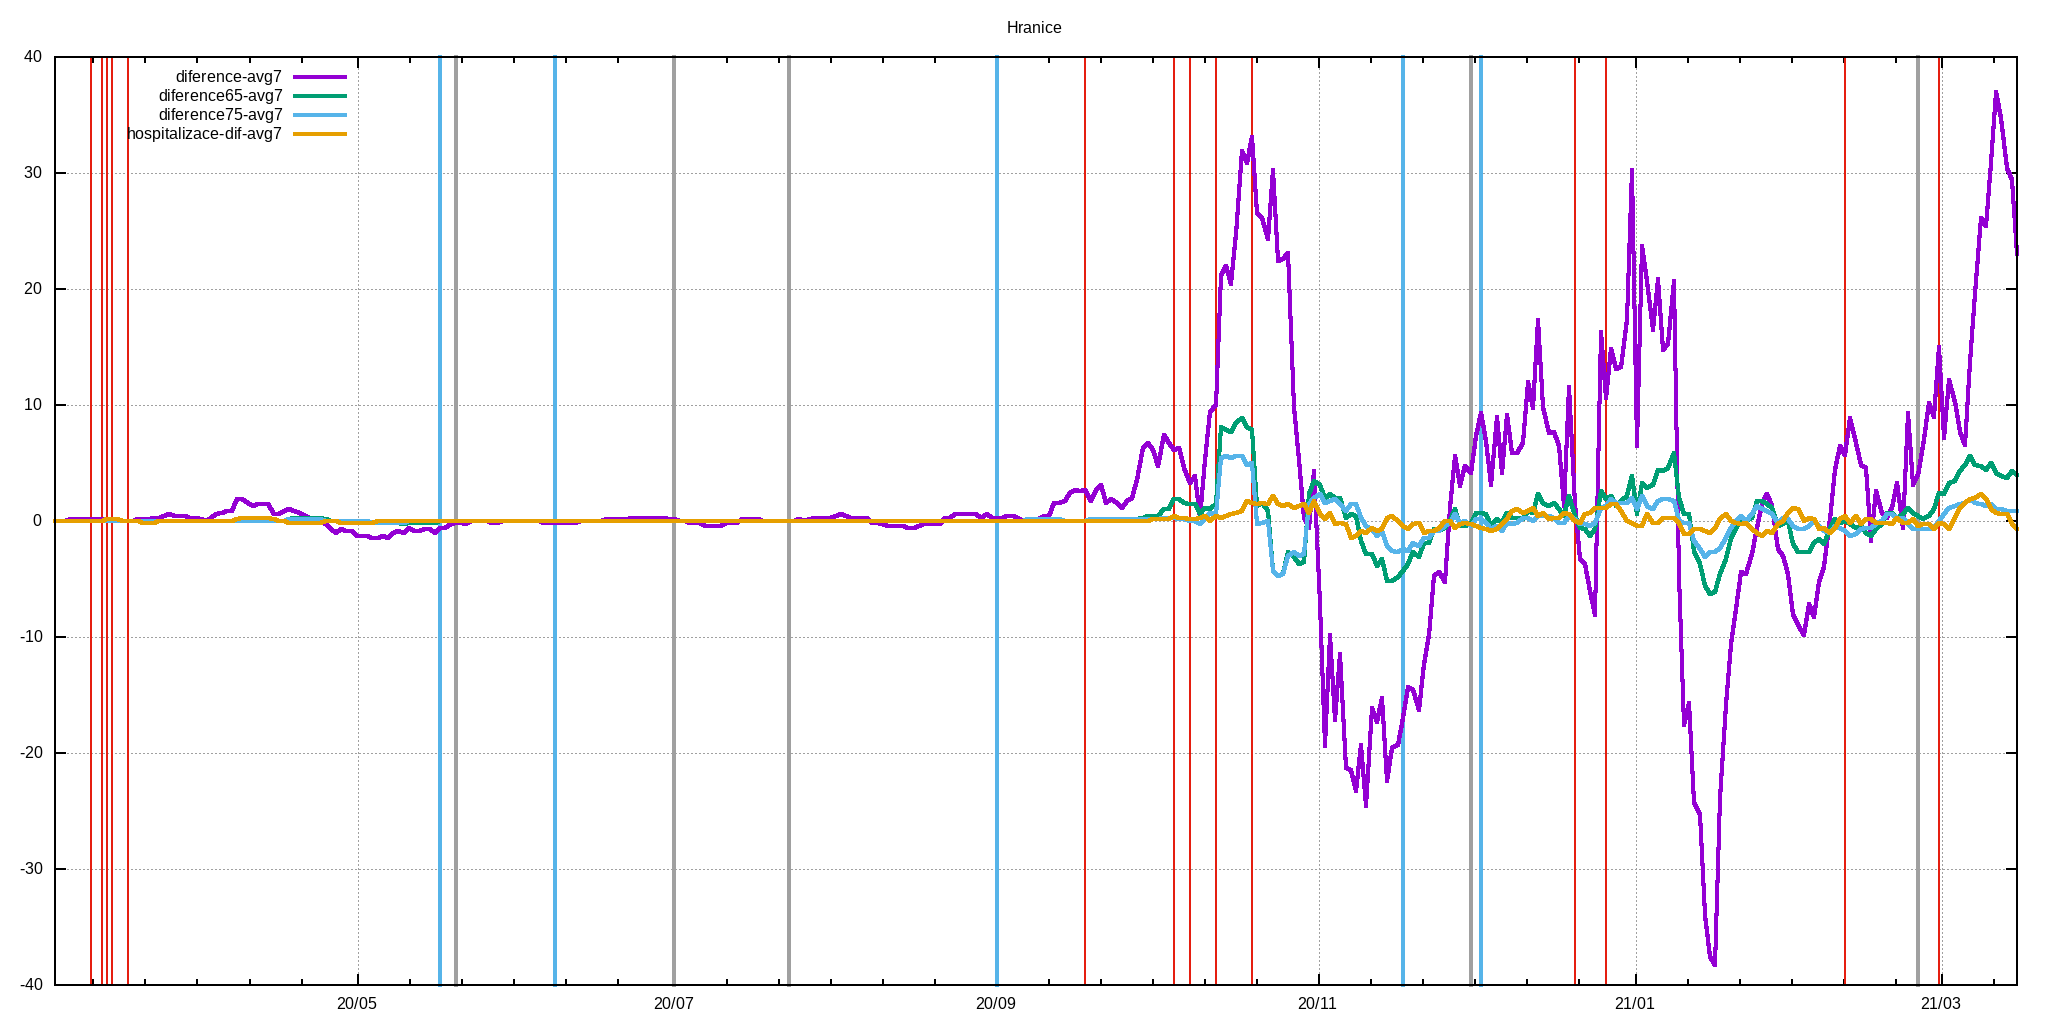 Hranice
diference-avg7
diference65-avg7
diference75-avg7
hospitalizace-dif-avg7
40
30
20
10
0
-10
-20
-30
-40
20/05 20/07 20/09 20/11 21/01 21/03